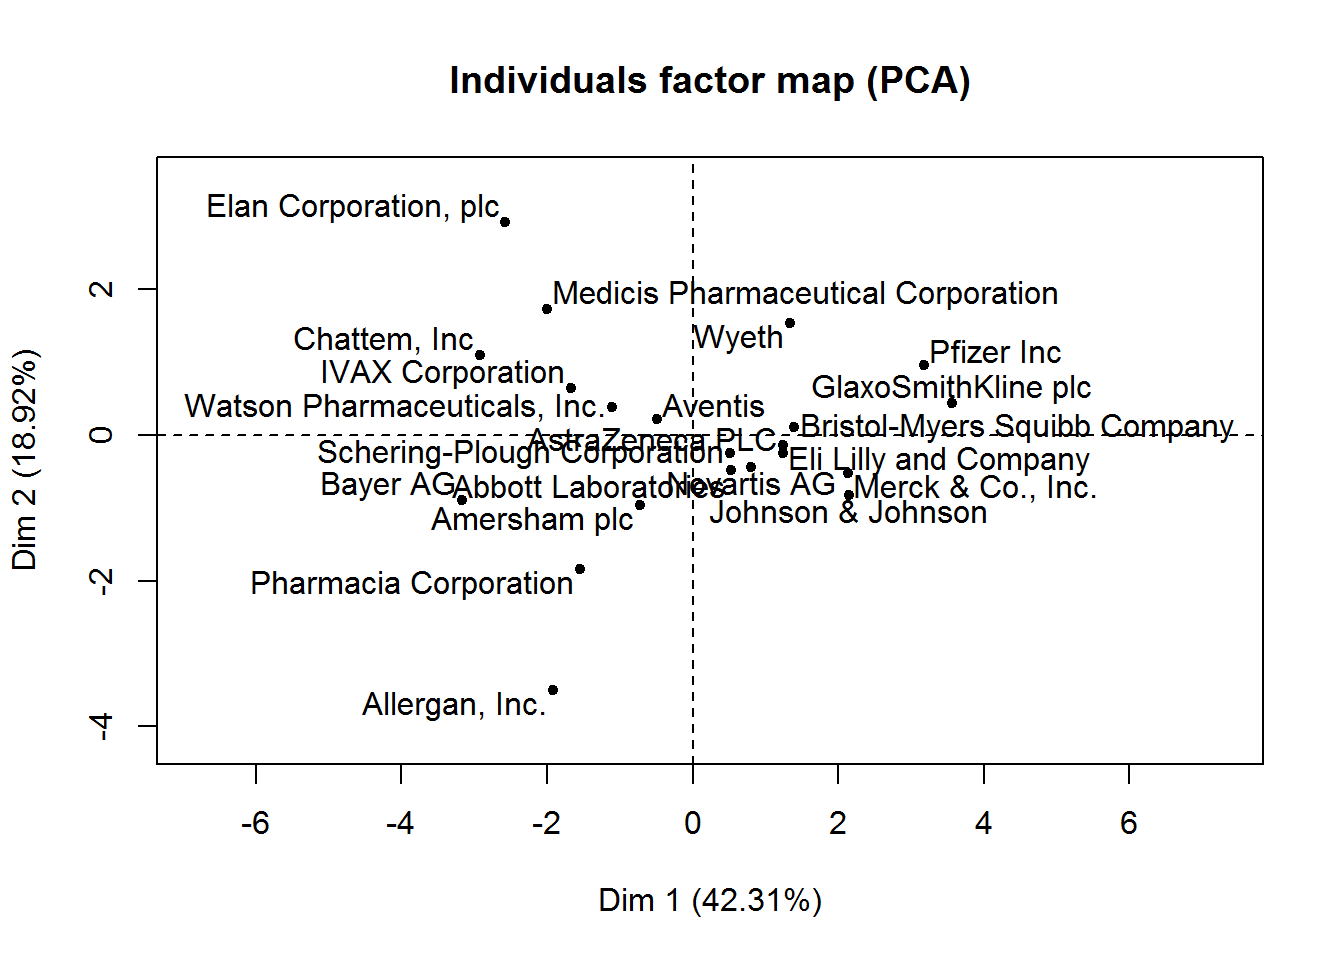 Individuals factor map (PCA)
Elan Corporation, plc
Medicis Pharmaceutical Corporation
Wyeth
Chattem, Inc
Pfizer Inc
IVAX Corporation
GlaxoSmithKline plc
Watson Pharmaceuticals, Inc.
Aventis
Bristol-Myers Squibb Company
AstraZeneca PLC
Schering-Plough Corporation
Eli Lilly and Company
Bayer AG
Abbott Laboratories
Novartis AG
Merck & Co., Inc.
Amersham plc
Johnson & Johnson
Pharmacia Corporation
Allergan, Inc.
2
0
-2
-4
Dim 2 (18.92%)
-6 -4 -2 0 2 4 6
Dim 1 (42.31%)